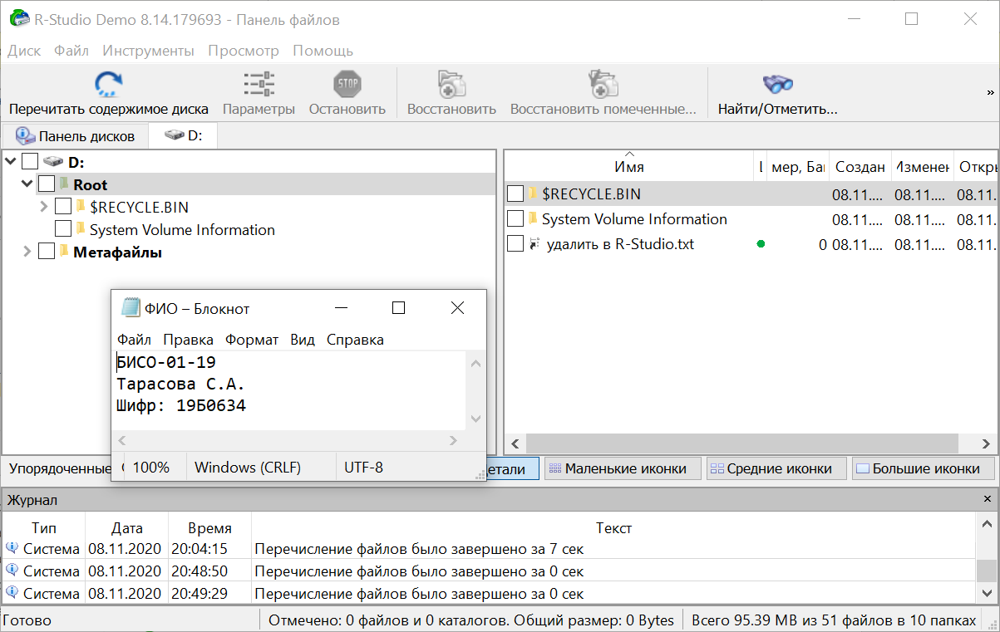 R-Studio Demo 8.14.179693 - Панель файлов
Диск Файл Инструменты Просмотр Помощь
STOP
Перечитать содержимое диска Параметры Остановить Восстановить Восстановить помеченные... Найти/Отметить... »
Панель дисков D:
D:
Root
$RECYCLE.BIN
System Volume Information
Метафайлы
Имя мер, Ба Создан Изменен Откры
$RECYCLE.BIN 08.11.... 08.11.... 08.11.
System Volume Information 08.11.... 08.11.... 08.11.
удалить в R-Studio.txt 0 08.11.... 08.11.... 08.11.
ФИО – Блокнот
Файл Правка Формат Вид Справка
БИСО-01-19
Тарасова С.А.
Шифр: 19Б0634
100% Windows (CRLF) UTF-8
Упорядоченные етали Маленькие иконки Средние иконки Большие иконки
Журнал
Тип Дата Время Текст
Система 08.11.2020 20:04:15 Перечисление файлов было завершено за 7 сек
Система 08.11.2020 20:48:50 Перечисление файлов было завершено за 0 сек
Система 08.11.2020 20:49:29 Перечисление файлов было завершено за 0 сек
Готово Отмечено: 0 файлов и 0 каталогов. Общий размер: 0 Bytes Всего 95.39 MB из 51 файлов в 10 папках